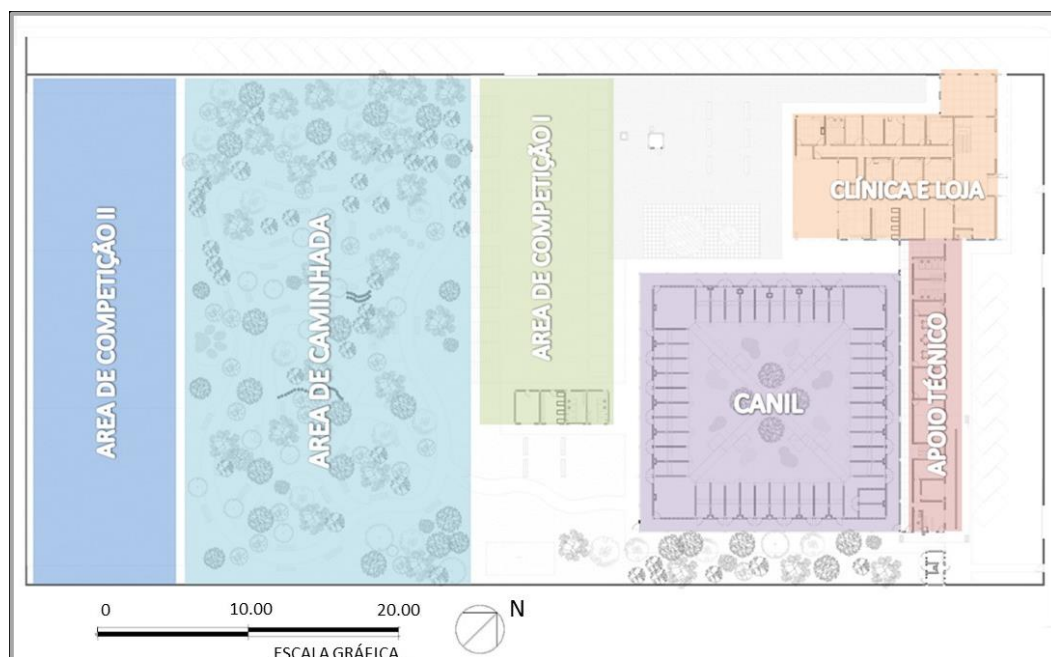 AREA DE COMPETIÇÃO II
AREA DE CAMINHADA
AREA DE COMPETIÇÃO I
CLÍNICA E LOJA
CANIL
APOIO TÉCNICO
0 10.00 20.00
N
ESCALA GRÁFICA